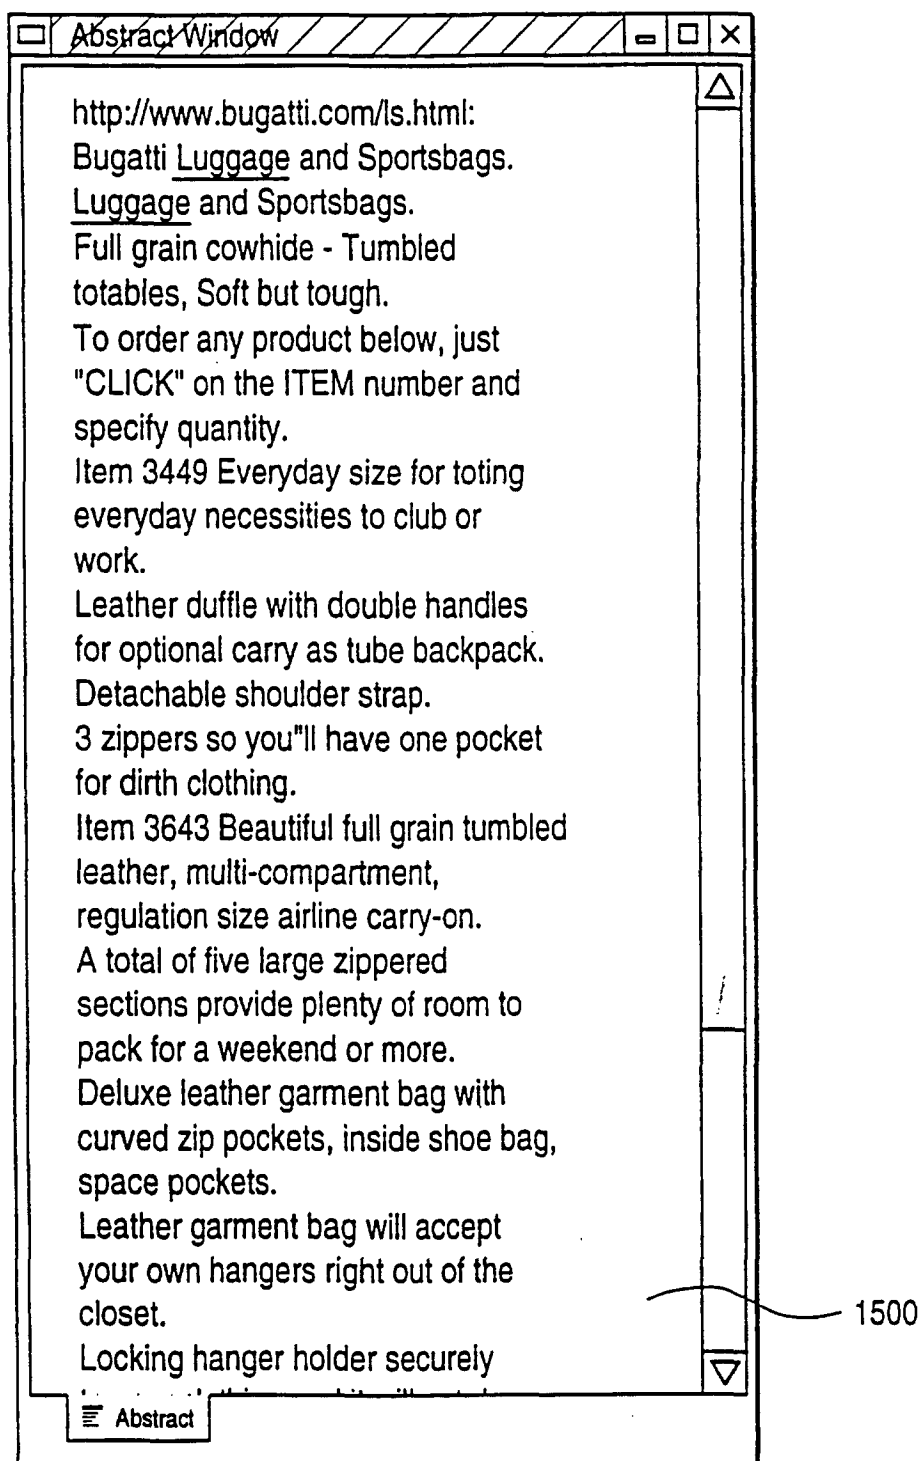 Abstract Window
http://www.bugatti.com/ls.html:
Bugatti Luggage and Sportsbags.
Luggage and Sportsbags.
Full grain cowhide - Tumbled
totables, Soft but tough.
To order any product below, just
"CLICK" on the ITEM number and
specify quantity.
Item 3449 Everyday size for toting
everyday necessities to club or
work.
Leather duffle with double handles
for optional carry as tube backpack.
Detachable shoulder strap.
3 zippers so you"ll have one pocket
for dirth clothing.
Item 3643 Beautiful full grain tumbled
leather, multi-compartment,
regulation size airline carry-on.
A total of five large zippered
sections provide plenty of room to
pack for a weekend or more.
Deluxe leather garment bag with
curved zip pockets, inside shoe bag,
space pockets.
Leather garment bag will accept
your own hangers right out of the
closet.
Locking hanger holder securely
Abstract
1500